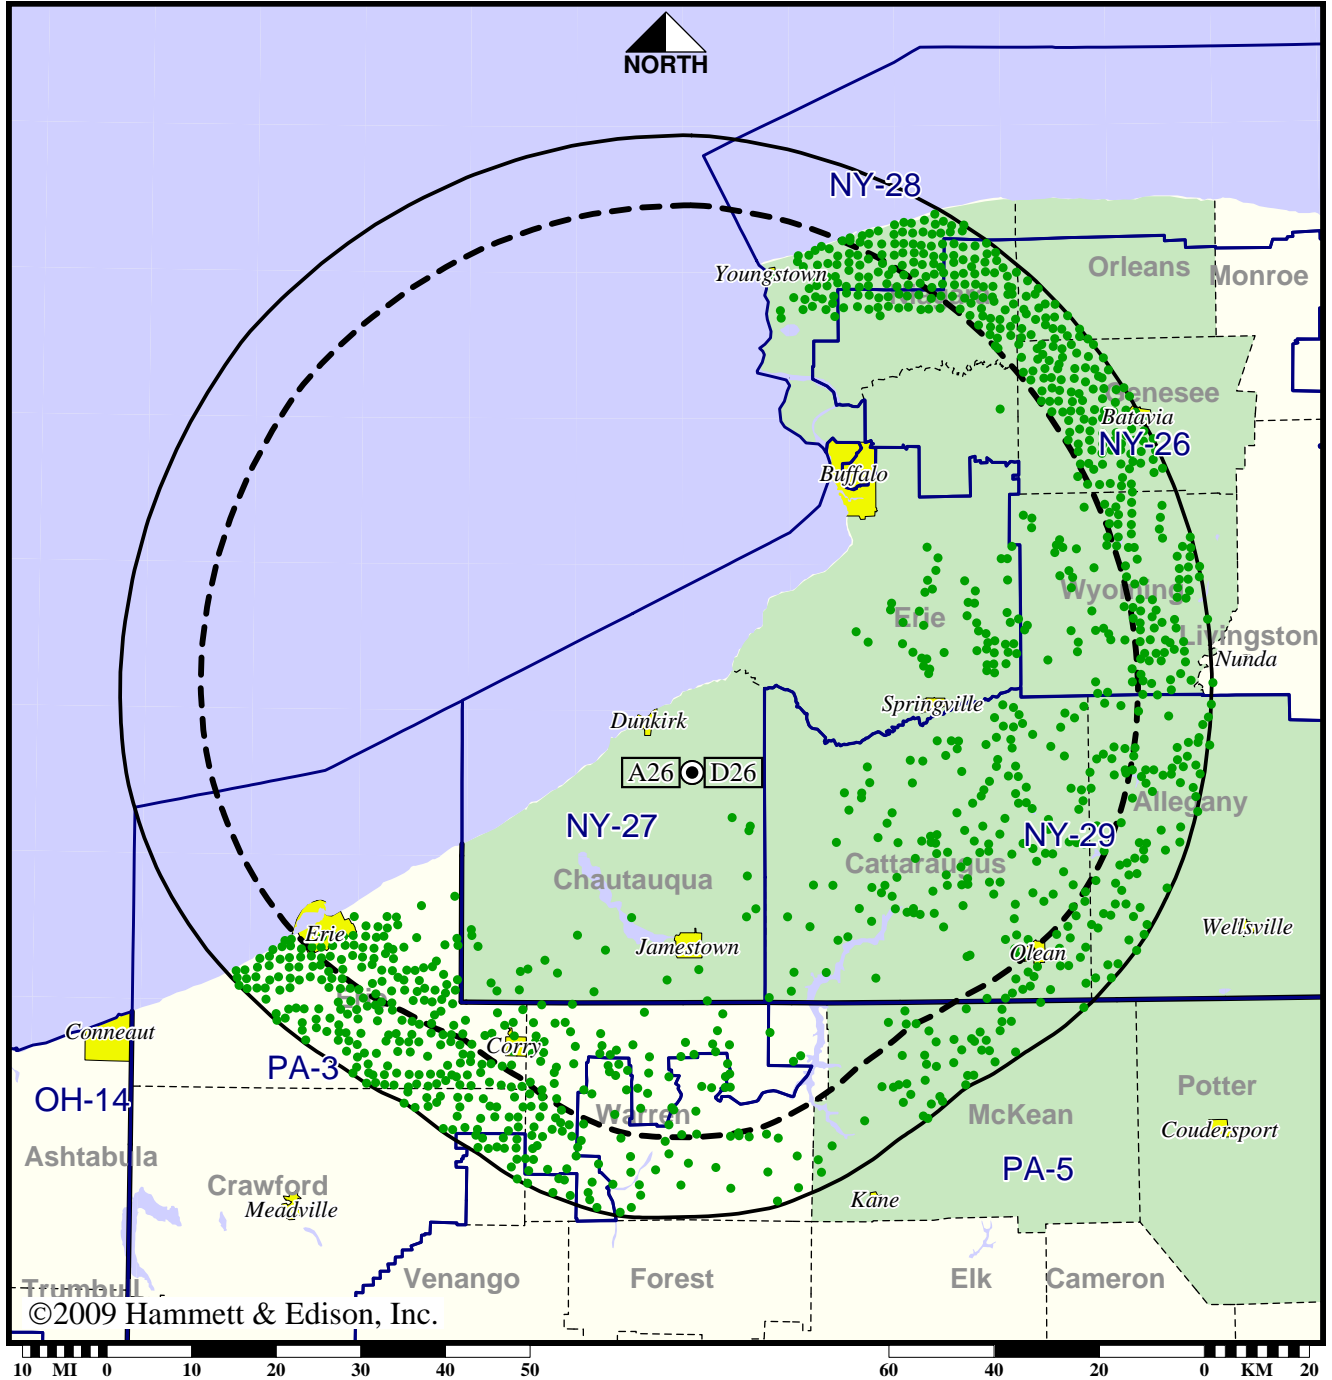 NORTH
NY-28
Orleans
Youngstown
Monroe
Niagara
Genesee
Batavia
NY-26
Buffalo
Wyoming
Erie
Livingston
Nunda
Springville
Dunkirk
A26 D26
Allegany
NY-27
NY-29
Cattaraugus
Chautauqua
Erie
Jamestown
Olean
Wellsville
Erie
Conneaut
Corry
PA-3
OH-14
Warren
McKean
Potter
Coudersport
Ashtabula
PA-5
Crawford
Meadville
Kane
Venango
Forest
Elk
Cameron
Trumbull
©2009 Hammett & Edison, Inc.
10 MI 0 10 20 30 40 50 60 40 20 0 KM 20